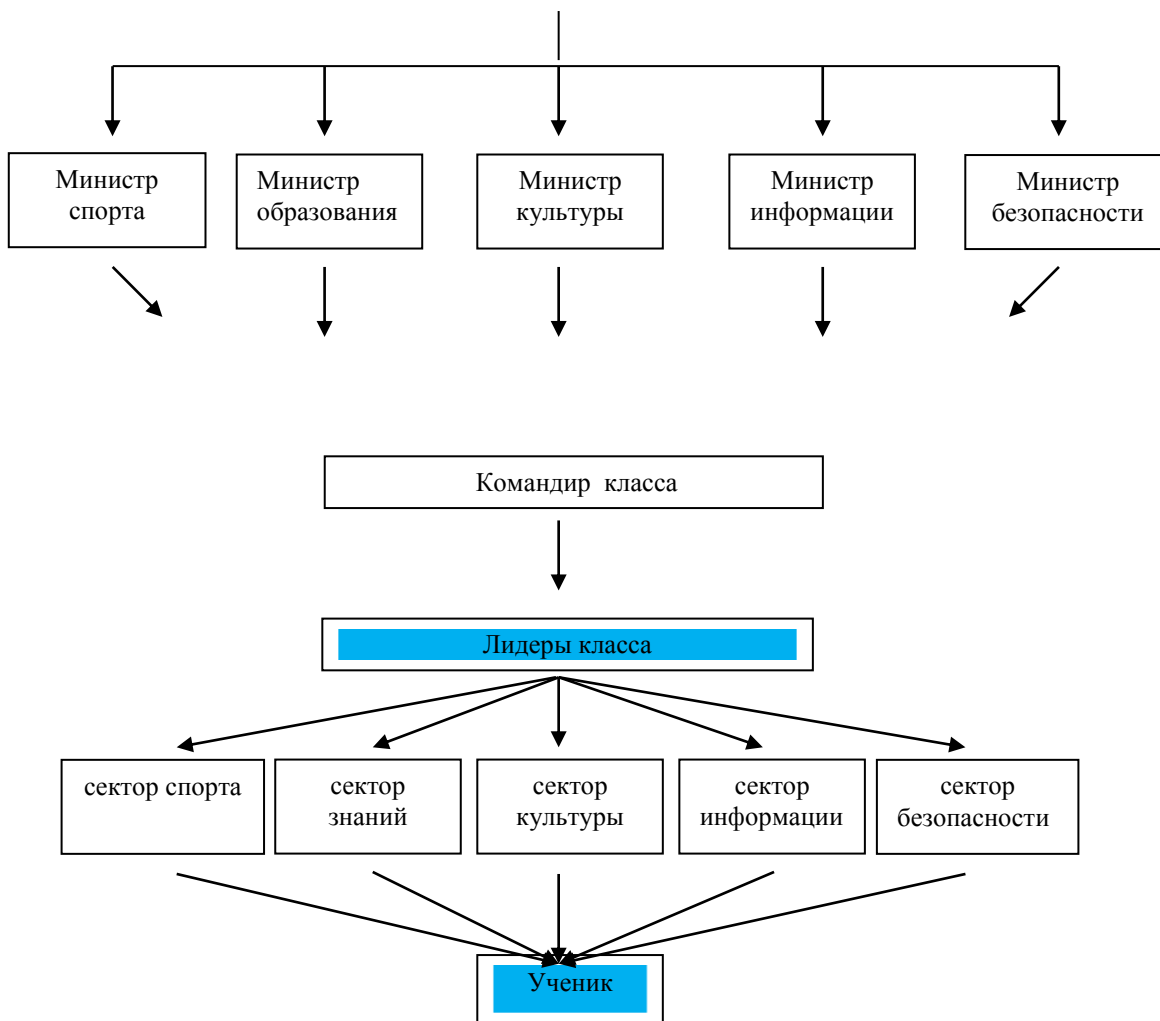 Министр
спорта
Министр
образования
Министр
культуры
Министр
информации
Министр
безопасности
Командир класса
Лидеры класса
сектор спорта
сектор
знаний
сектор
культуры
сектор
информации
сектор
безопасности
Ученик